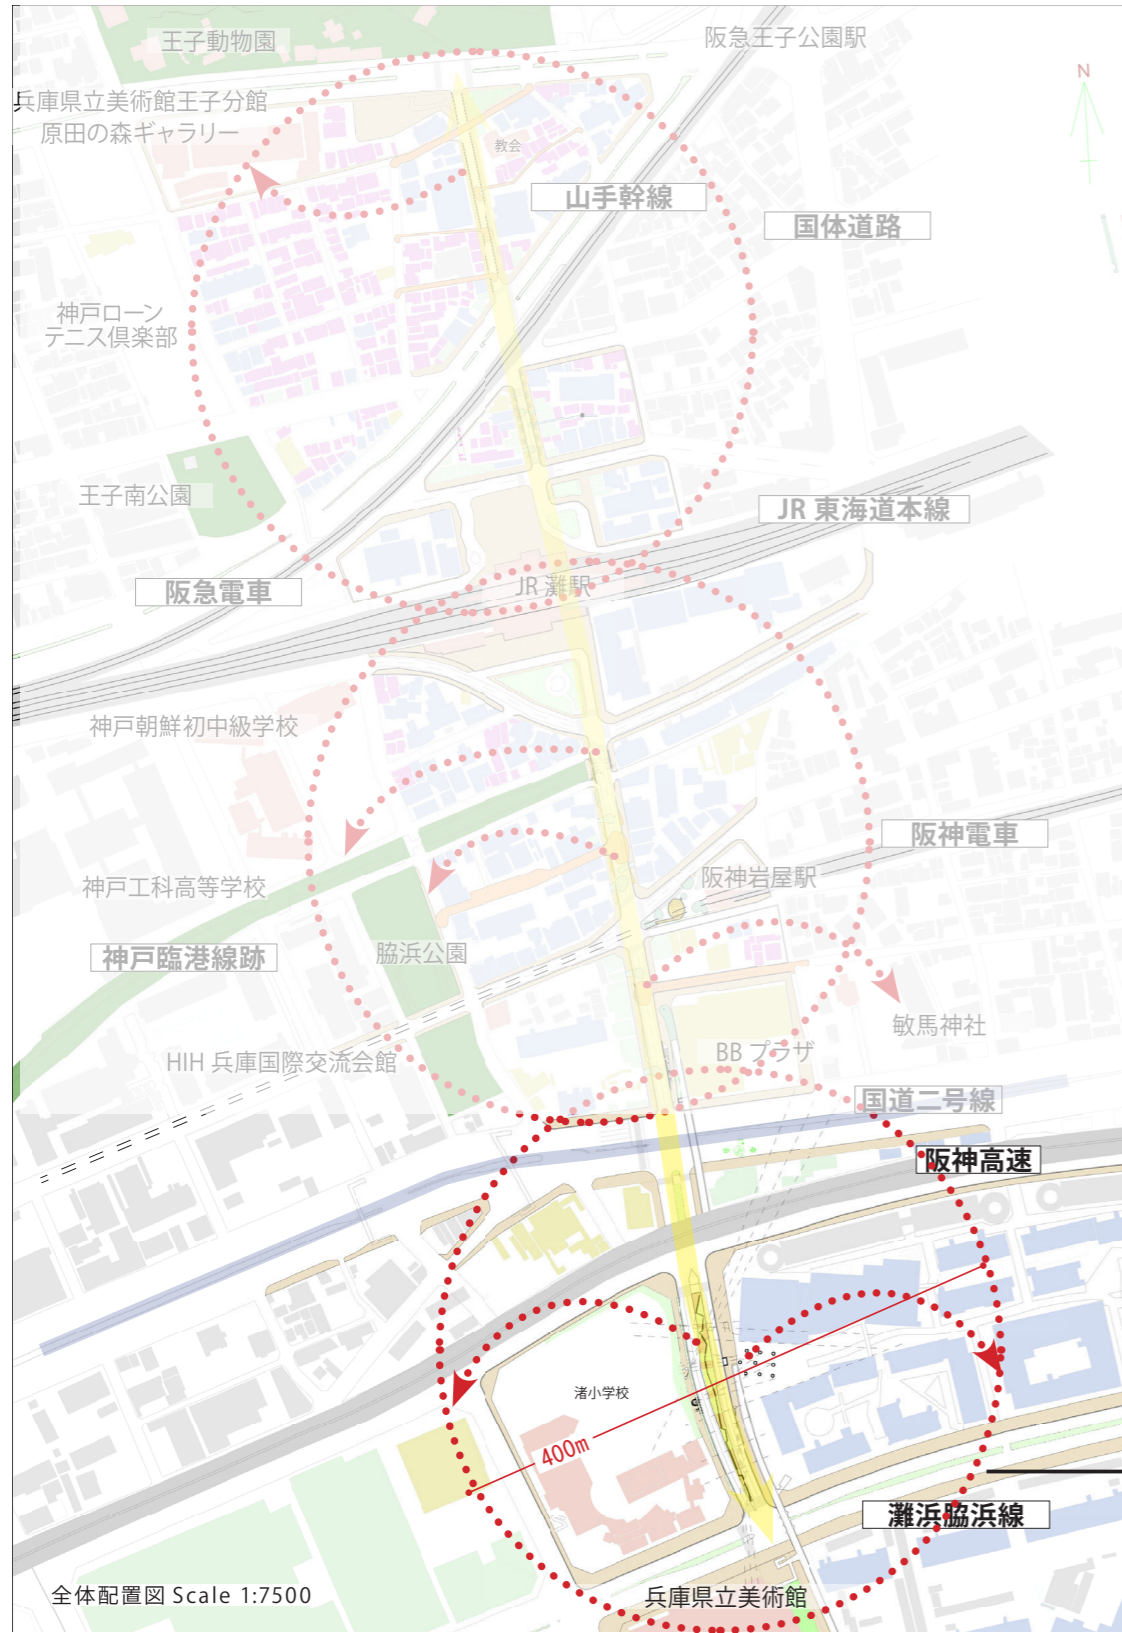 王子動物園
阪急王子公園駅
N
兵庫県立美術館王子分館
原田の森ギャラリー
教会
山手幹線
国体道路
神戸ローン
テニス倶楽部
王子南公園
JR 東海道本線
阪急電車
JR 灘駅
神戸朝鮮初中級学校
阪神電車
神戸工科高等学校
阪神岩屋駅
神戸臨港線跡
脇浜公園
敏馬神社
HIH 兵庫国際交流会館
BB プラザ
国道二号線
阪神高速
渚小学校
400m
灘浜脇浜線
全体配置図 Scale 1:7500
兵庫県立美術館